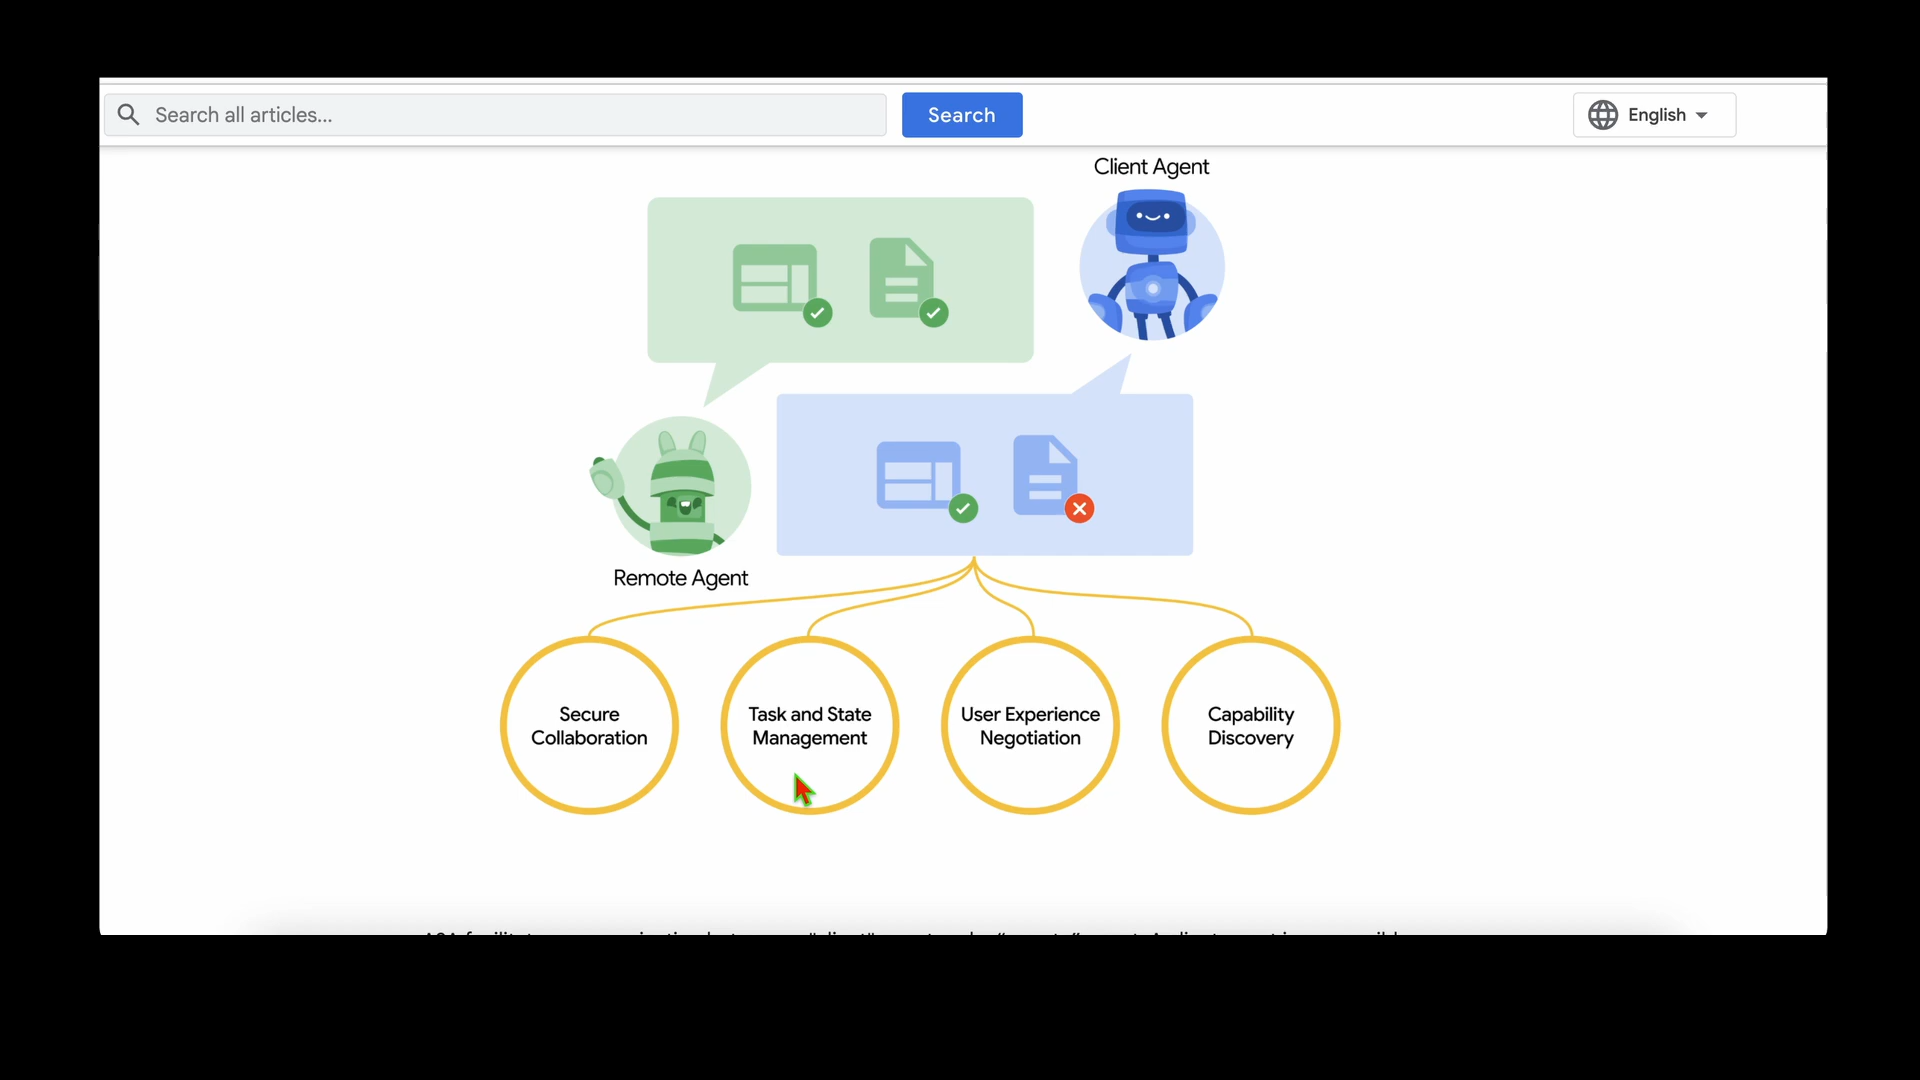 Search all articles...
Search
English
Client Agent
Remote Agent
Secure
Collaboration
Task and State
Management
User Experience
Negotiation
Capability
Discovery